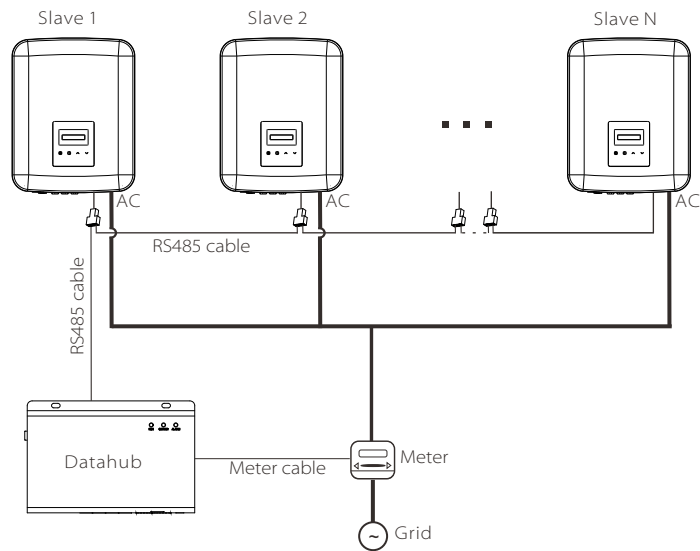 Slave 1
Slave 2
Slave N
AC
AC
AC
RS485 cable
RS485 cable
Datahub
Meter cable
Meter
Grid